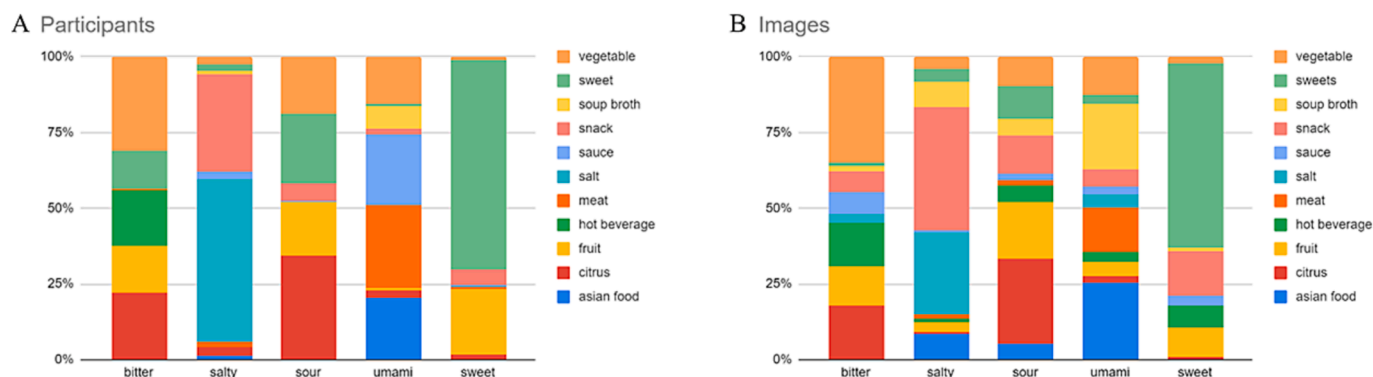 A Participants
100%
75%
50%
25%
0%
bitter
salty
sour
umami
sweet
vegetable
sweet
soup broth
snack
sauce
salt
meat
hot beverage
fruit
citrus
asian food
B Images
100%
75%
50%
25%
0%
bitter
salty
sour
umami
sweet
vegetable
sweets
soup broth
snack
sauce
salt
meat
hot beverage
fruit
citrus
asian food